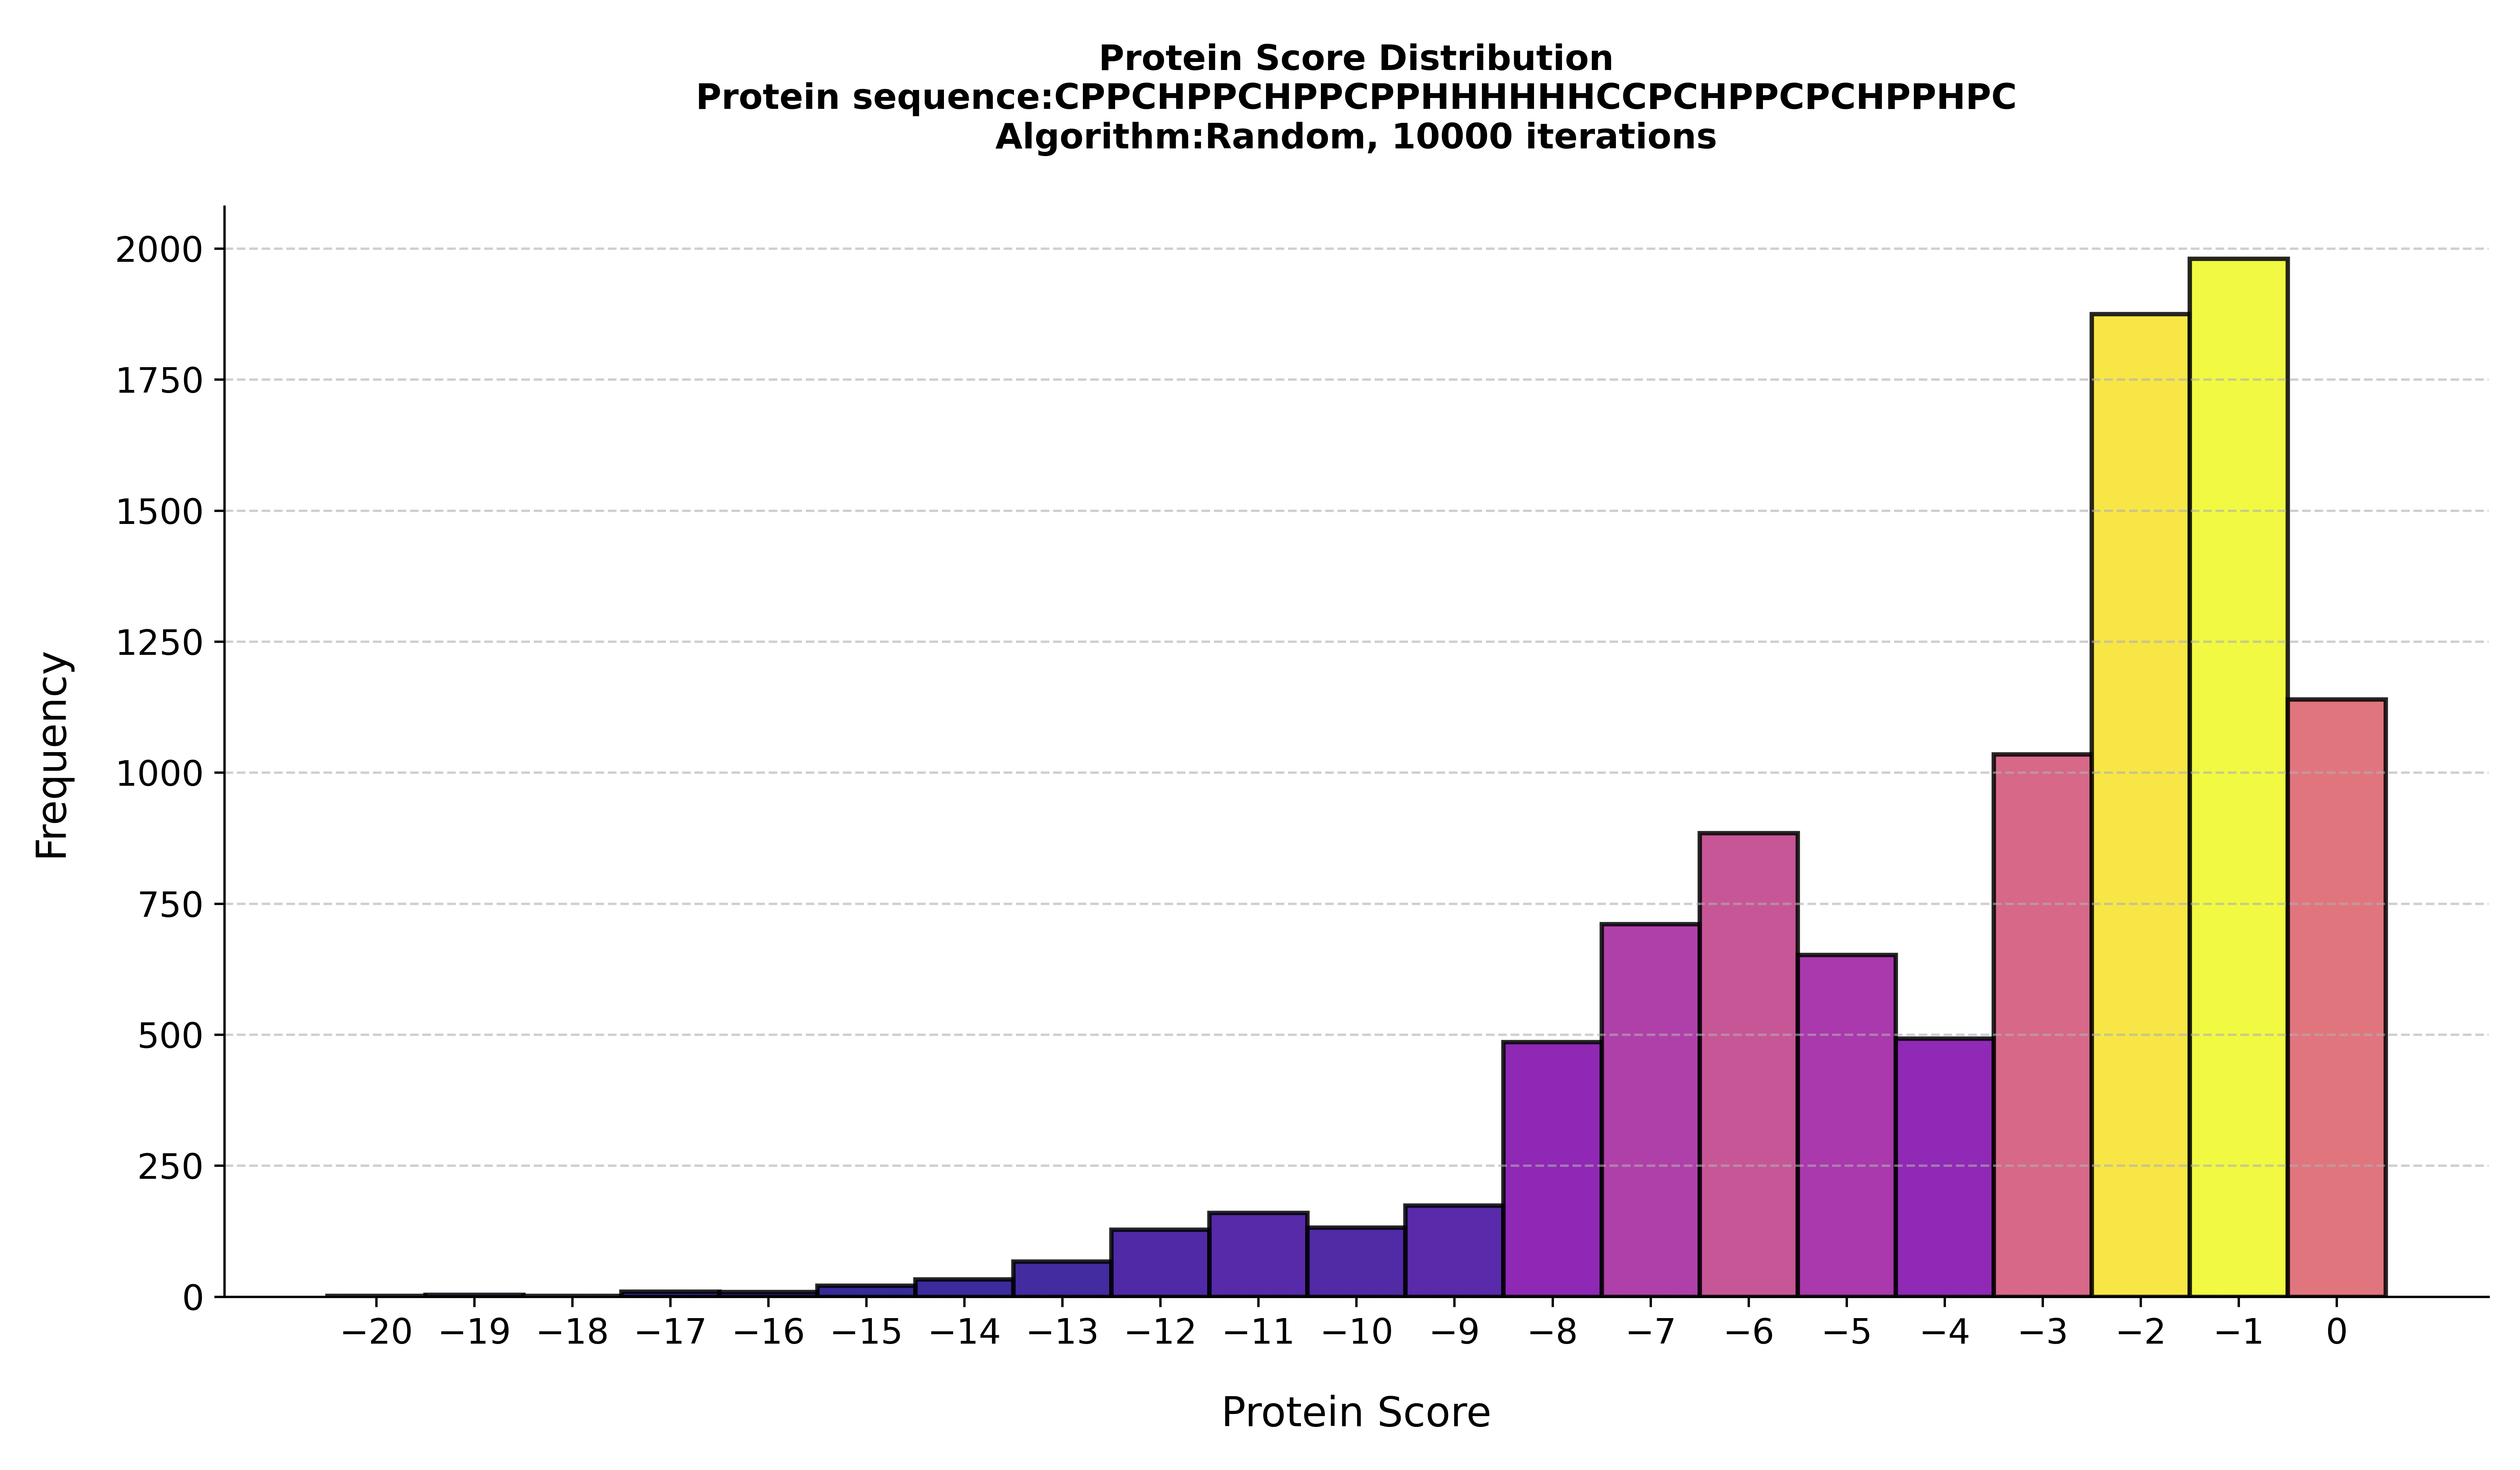 Protein Score Distribution
Protein sequence:CPPCHPPCHPPCPPHHHHHHCCPCHPPCPCHPPHPC
Algorithm:Random, 10000 iterations
2000
1750
1500
1250
1000
750
500
250
0
Frequency
−20 −19 −18 −17 −16 −15 −14 −13 −12 −11 −10 −9 −8 −7 −6 −5 −4 −3 −2 −1 0
Protein Score